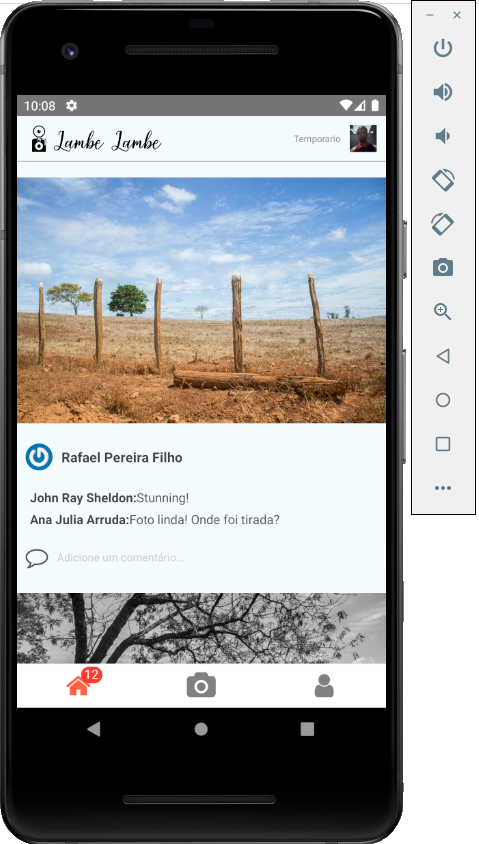 10:08
Lambe Lambe
Temporario
Rafael Pereira Filho
John Ray Sheldon:Stunning!
Ana Julia Arruda:Foto linda! Onde foi tirada?
Adicione um comentário...
12